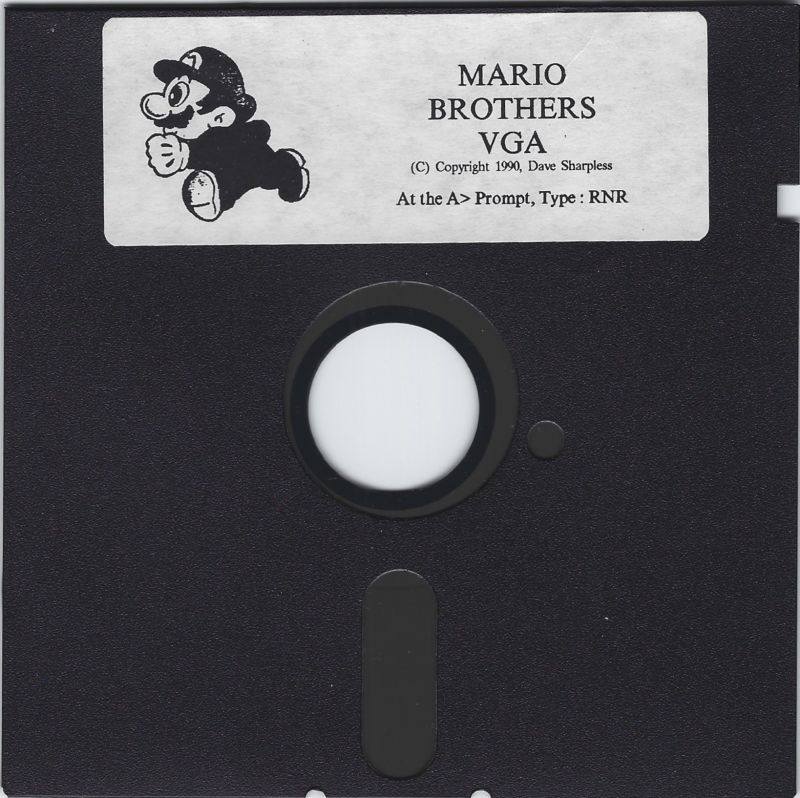 MARIO
BROTHERS
VGA
(C) Copyright 1990, Dave Sharpless
At the A> Prompt, Type : RNR